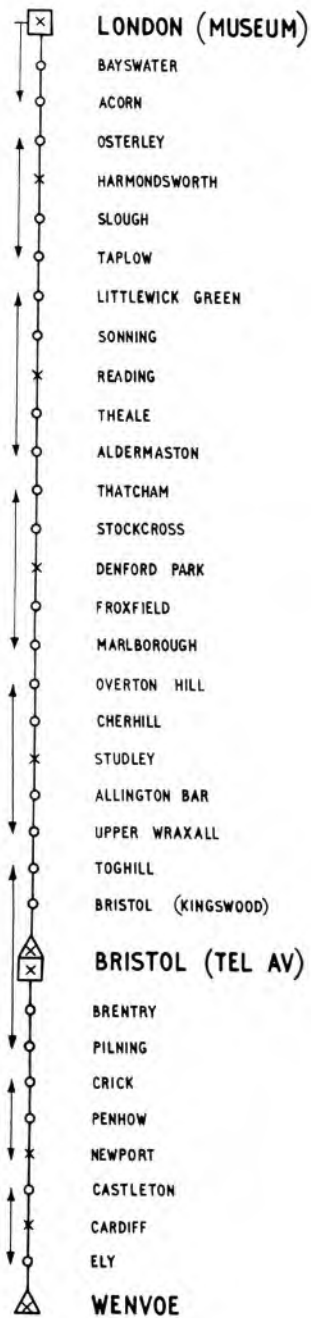 LONDON (MUSEUM)
BAYSWATER
ACORN
OSTERLEY
HARMONDSWORTH
SLOUGH
TAPLOW
LITTLEWICK GREEN
SONNING
READING
THEALE
ALDERMASTON
THATCHAM
STOCKCROSS
DENFORD PARK
FROXFIELD
MARLBOROUGH
OVERTON HILL
CHERHILL
STUDLEY
ALLINGTON BAR
UPPER WRAXALL
TOGHILL
BRISTOL (KINGSWOOD)
BRISTOL (TEL AV)
BRENTRY
PILNING
CRICK
PENHOW
NEWPORT
CASTLETON
CARDIFF
ELY
WENVOE